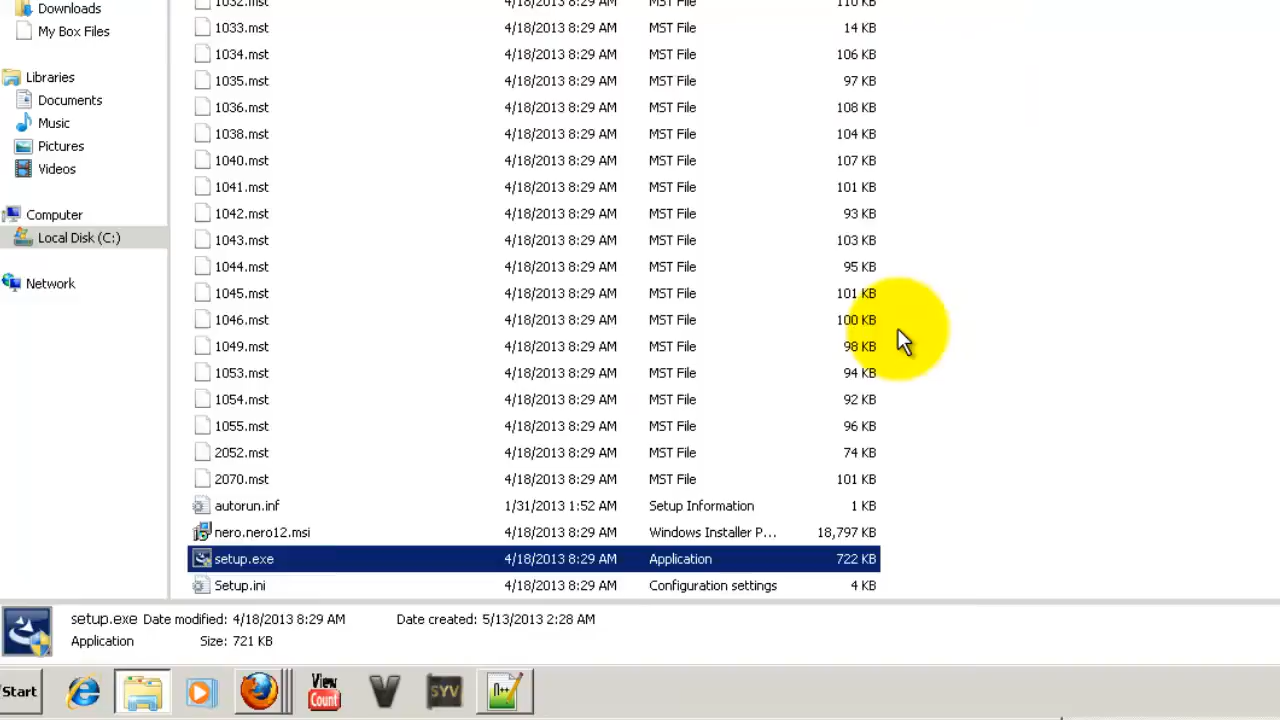 Downloads
My Box Files
Libraries
Documents
Music
Pictures
Videos
Computer
Local Disk (C:)
Network
1032.mst 4/18/2013 8:29 AM MST File 110 KB
1033.mst 4/18/2013 8:29 AM MST File 14 KB
1034.mst 4/18/2013 8:29 AM MST File 106 KB
1035.mst 4/18/2013 8:29 AM MST File 97 KB
1036.mst 4/18/2013 8:29 AM MST File 108 KB
1038.mst 4/18/2013 8:29 AM MST File 104 KB
1040.mst 4/18/2013 8:29 AM MST File 107 KB
1041.mst 4/18/2013 8:29 AM MST File 101 KB
1042.mst 4/18/2013 8:29 AM MST File 93 KB
1043.mst 4/18/2013 8:29 AM MST File 103 KB
1044.mst 4/18/2013 8:29 AM MST File 95 KB
1045.mst 4/18/2013 8:29 AM MST File 101 KB
1046.mst 4/18/2013 8:29 AM MST File 100 KB
1049.mst 4/18/2013 8:29 AM MST File 98 KB
1053.mst 4/18/2013 8:29 AM MST File 94 KB
1054.mst 4/18/2013 8:29 AM MST File 92 KB
1055.mst 4/18/2013 8:29 AM MST File 96 KB
2052.mst 4/18/2013 8:29 AM MST File 74 KB
2070.mst 4/18/2013 8:29 AM MST File 101 KB
autorun.inf 1/31/2013 1:52 AM Setup Information 1 KB
nero.nero12.msi 4/18/2013 8:29 AM Windows Installer P... 18,797 KB
setup.exe 4/18/2013 8:29 AM Application 722 KB
Setup.ini 4/18/2013 8:29 AM Configuration settings 4 KB
setup.exe Date modified: 4/18/2013 8:29 AM Date created: 5/13/2013 2:28 AM
Application Size: 721 KB
Start
View
Count
V
SYV